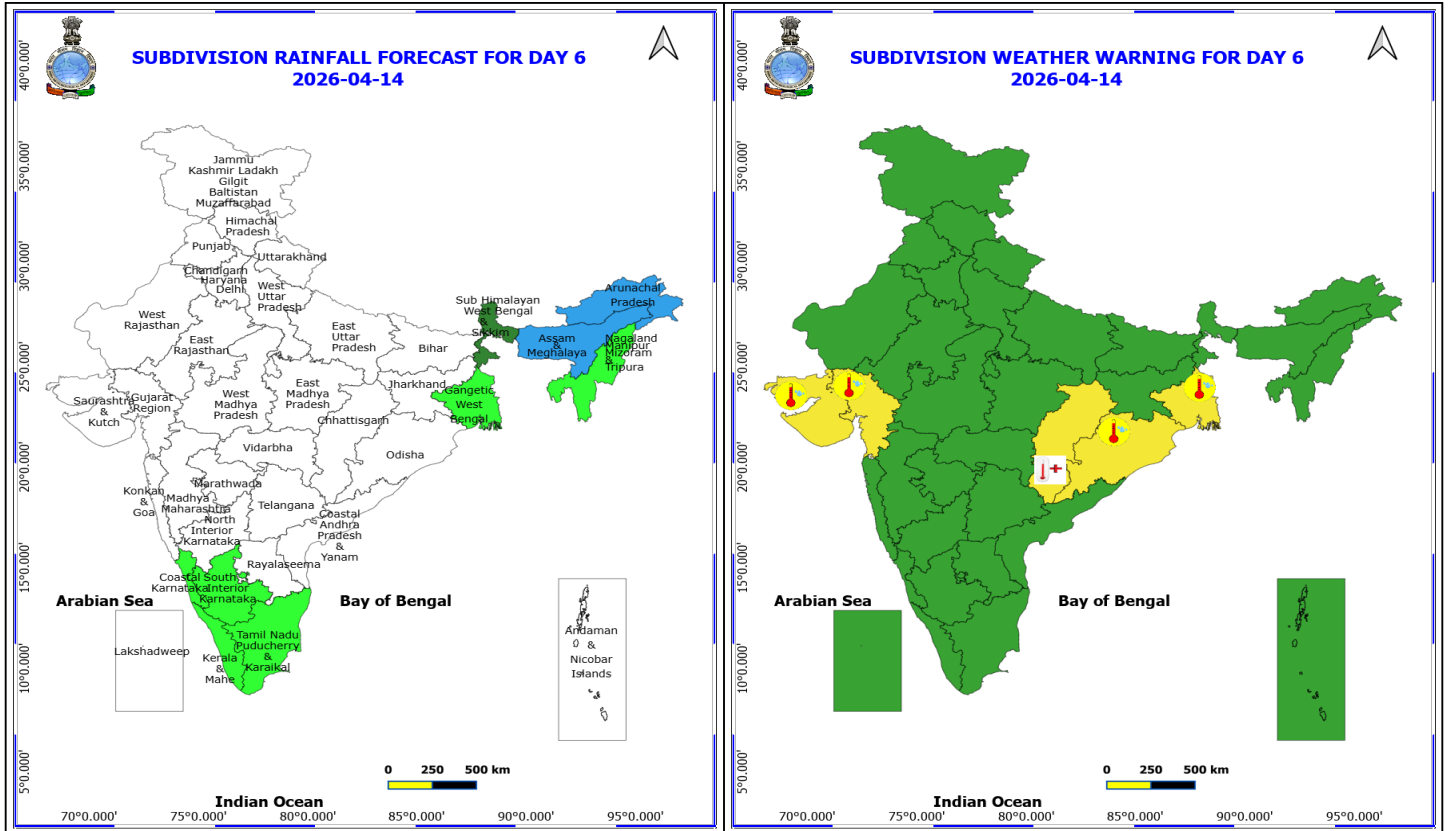 SUBDIVISION RAINFALL FORECAST FOR DAY 6
2026-04-14
40°0.000'
35°0.000'
30°0.000'
25°0.000'
20°0.000'
15°0.000'
10°0.000'
5°0.000'
Jammu
Kashmir Ladakh
Gilgit
Baltistan
Muzaffarabad
Himachal
Pradesh
Punjab
Uttarakhand
Chandigarh
Haryana
Delhi
West
Uttar
Pradesh
Arunachal
Pradesh
Sub Himalayan
West Bengal
&
Sikkim
West
Rajasthan
East
Rajasthan
East
Uttar
Pradesh
Bihar
Assam
&
Meghalaya
Nagaland
Manipur
Mizoram
&
Tripura
Jharkhand
Gangetic
West
Bengal
Saurashtra
&
Kutch
Gujarat
Region
West
Madhya
Pradesh
East
Madhya
Pradesh
Chhattisgarh
Vidarbha
Odisha
Konkan
&
Goa
Marathwada
Madhya
Maharashtra
Telangana
North
Interior
Karnataka
Coastal
Andhra
Pradesh
&
Yanam
Rayalaseema
Coastal
Karnataka
South
Interior
Karnataka
Arabian Sea
Bay of Bengal
Lakshadweep
Tamil Nadu
Puducherry
&
Karaikal
Kerala
&
Mahe
Andaman
&
Nicobar
Islands
0 250 500 km
Indian Ocean
70°0.000' 75°0.000' 80°0.000' 85°0.000' 90°0.000' 95°0.000'
SUBDIVISION WEATHER WARNING FOR DAY 6
2026-04-14
40°0.000'
35°0.000'
30°0.000'
25°0.000'
20°0.000'
15°0.000'
10°0.000'
5°0.000'
Arabian Sea
Bay of Bengal
0 250 500 km
Indian Ocean
70°0.000' 75°0.000' 80°0.000' 85°0.000' 90°0.000' 95°0.000'